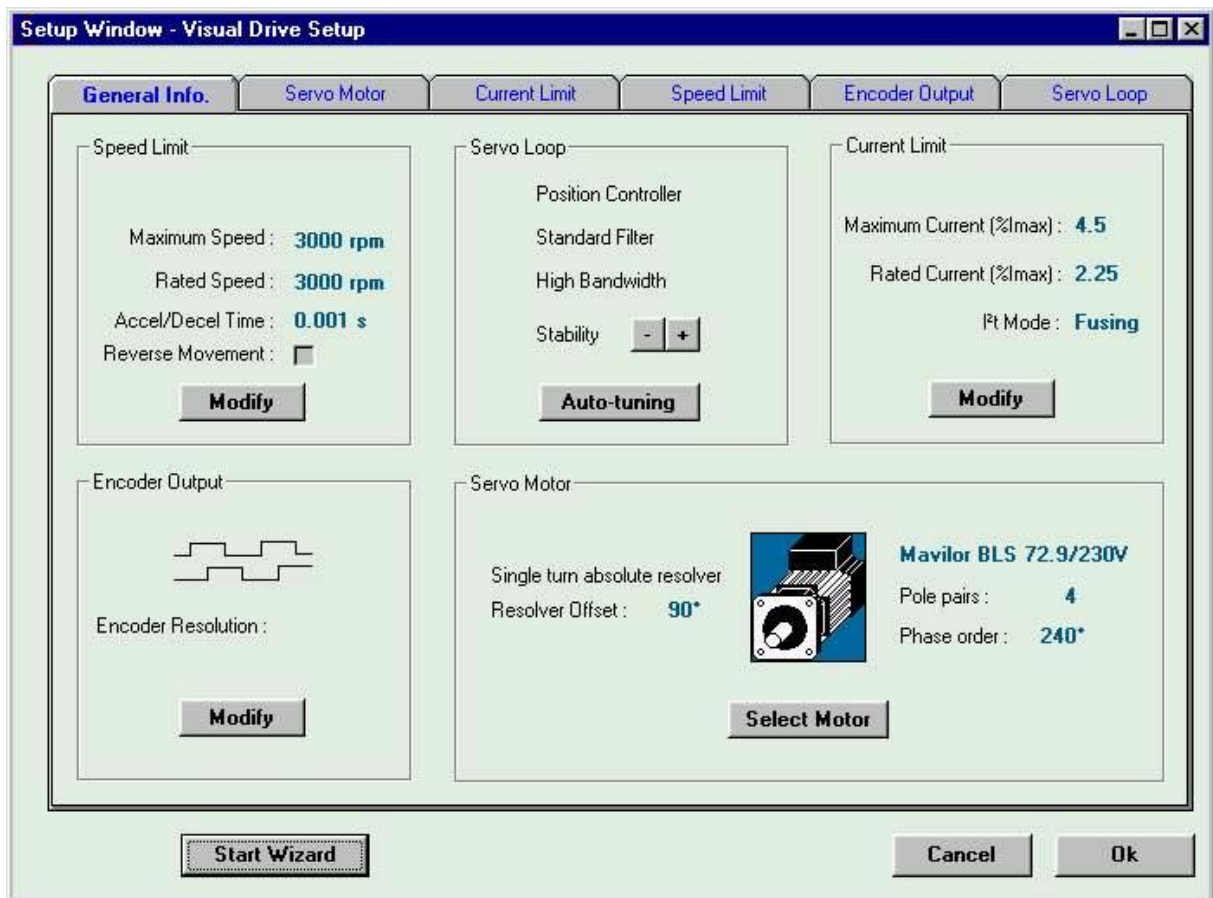 Setup Window - Visual Drive Setup
General Info.
Servo Motor
Current Limit
Speed Limit
Encoder Output
Servo Loop
Speed Limit
Maximum Speed : 3000 rpm
Rated Speed : 3000 rpm
Accel/Decel Time : 0.001 s
Reverse Movement :
Modify
Servo Loop
Position Controller
Standard Filter
High Bandwidth
Stability - +
Auto-tuning
Current Limit
Maximum Current (%Imax) : 4.5
Rated Current (%Imax) : 2.25
I²t Mode : Fusing
Modify
Encoder Output
Encoder Resolution :
Modify
Servo Motor
Single turn absolute resolver
Resolver Offset : 90°
Mavilor BLS 72.9/230V
Pole pairs : 4
Phase order : 240°
Select Motor
Start Wizard
Cancel
Ok